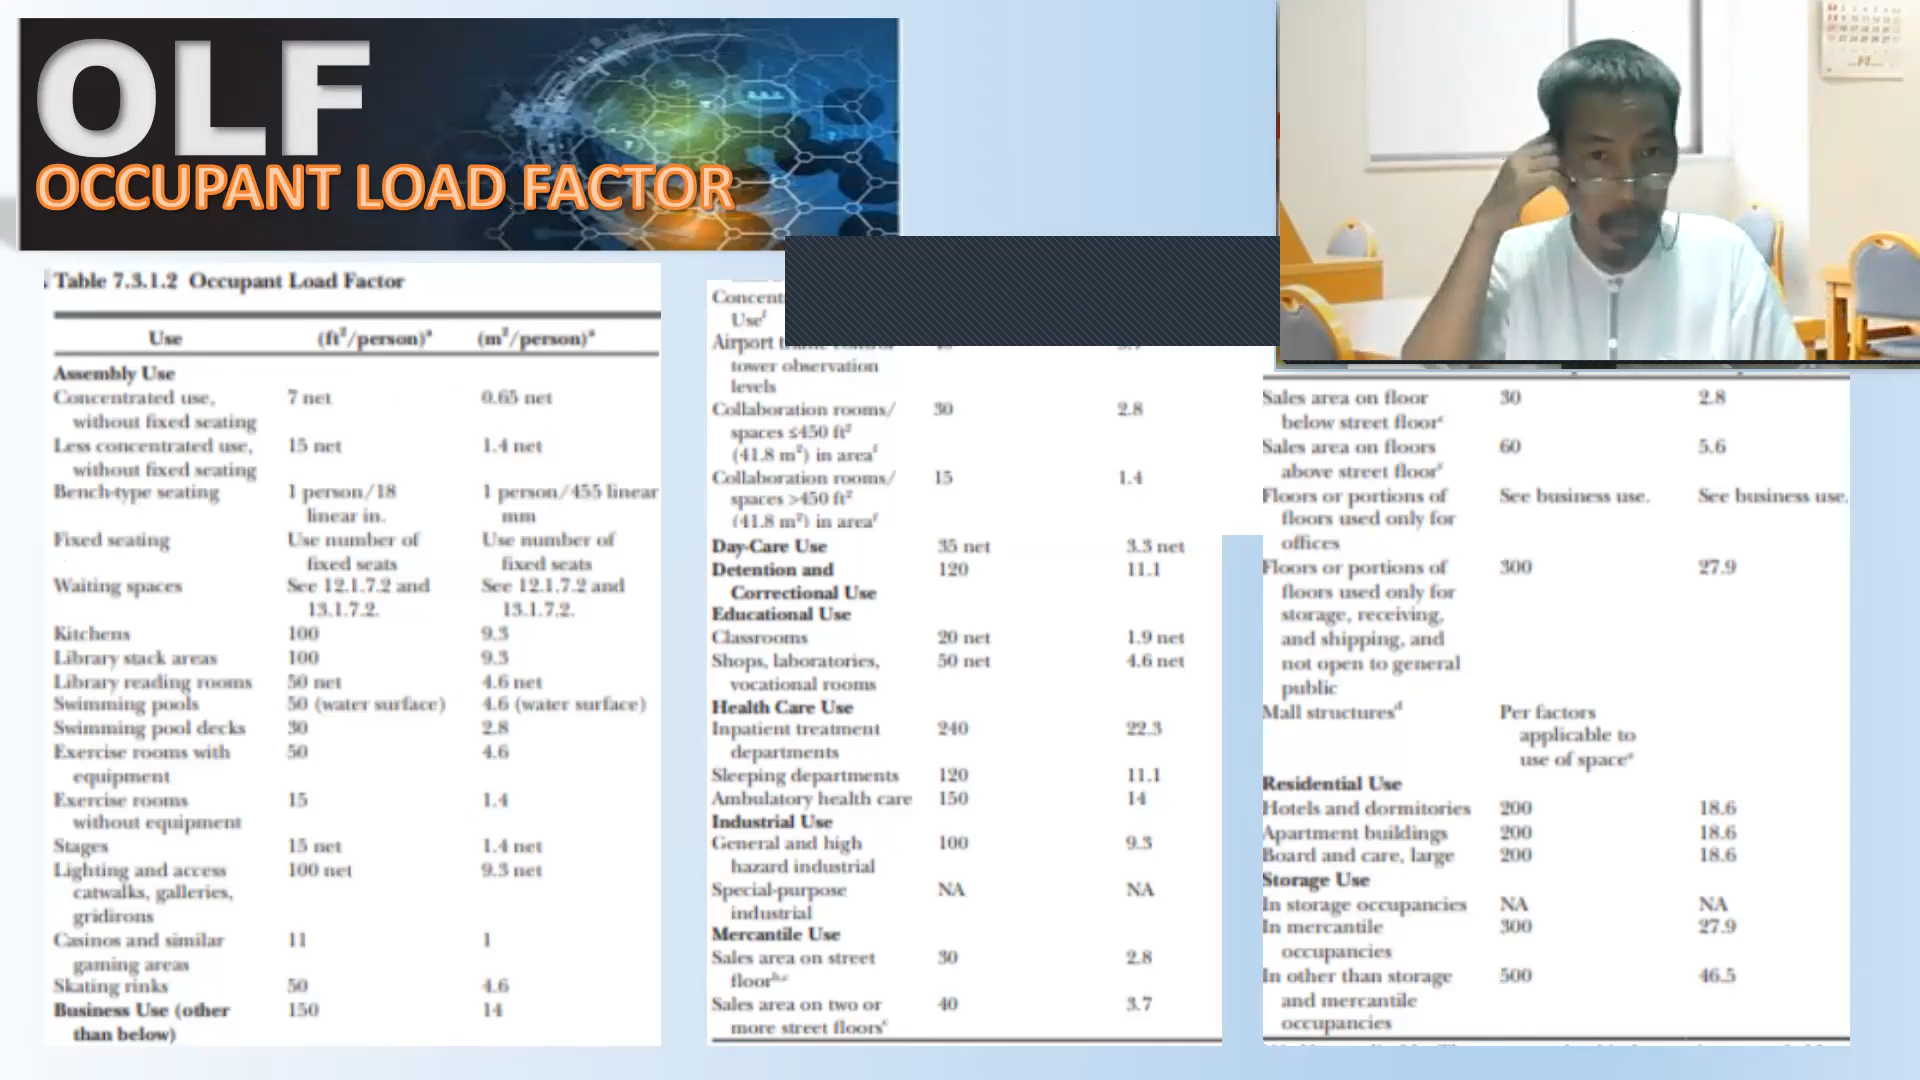 OLF
OCCUPANT LOAD FACTOR
Table 7.3.1.2 Occupant Load Factor
Use (ft²/person)ᵃ (m²/person)ᵃ
Assembly Use
Concentrated use, 7 net 0.65 net
without fixed seating
Less concentrated use, 15 net 1.4 net
without fixed seating
Bench-type seating 1 person/18 1 person/455 linear
linear in. mm
Fixed seating Use number of Use number of
fixed seats fixed seats
Waiting spaces See 12.1.7.2 and See 12.1.7.2 and
13.1.7.2. 13.1.7.2.
Kitchens 100 9.3
Library stack areas 100 9.3
Library reading rooms 50 net 4.6 net
Swimming pools 50 (water surface) 4.6 (water surface)
Swimming pool decks 30 2.8
Exercise rooms with 50 4.6
equipment
Exercise rooms 15 1.4
without equipment
Stages 15 net 1.4 net
Lighting and access 100 net 9.3 net
catwalks, galleries,
gridirons
Casinos and similar 11 1
gaming areas
Skating rinks 50 4.6
Business Use (other 150 14
than below)
Concent
Useᶠ
Airport
tower observation
levels
Collaboration rooms/ 30 2.8
spaces ≤450 ft²
(41.8 m²) in areaᶠ
Collaboration rooms/ 15 1.4
spaces >450 ft²
(41.8 m²) in areaᶠ
Day-Care Use 35 net 3.3 net
Detention and 120 11.1
Correctional Use
Educational Use
Classrooms 20 net 1.9 net
Shops, laboratories, 50 net 4.6 net
vocational rooms
Health Care Use
Inpatient treatment 240 22.3
departments
Sleeping departments 120 11.1
Ambulatory health care 150 14
Industrial Use
General and high 100 9.3
hazard industrial
Special-purpose NA NA
industrial
Mercantile Use
Sales area on street 30 2.8
floorᵇ,ᶜ
Sales area on two or 40 3.7
more street floorsᶜ
Sales area on floor 30 2.8
below street floorᶜ
Sales area on floors 60 5.6
above street floorᶜ
Floors or portions of See business use. See business use.
floors used only for
offices
Floors or portions of 300 27.9
floors used only for
storage, receiving,
and shipping, and
not open to general
public
Mall structuresᵈ Per factors
applicable to
use of spaceᵉ
Residential Use
Hotels and dormitories 200 18.6
Apartment buildings 200 18.6
Board and care, large 200 18.6
Storage Use
In storage occupancies NA NA
In mercantile 300 27.9
occupancies
In other than storage 500 46.5
and mercantile
occupancies